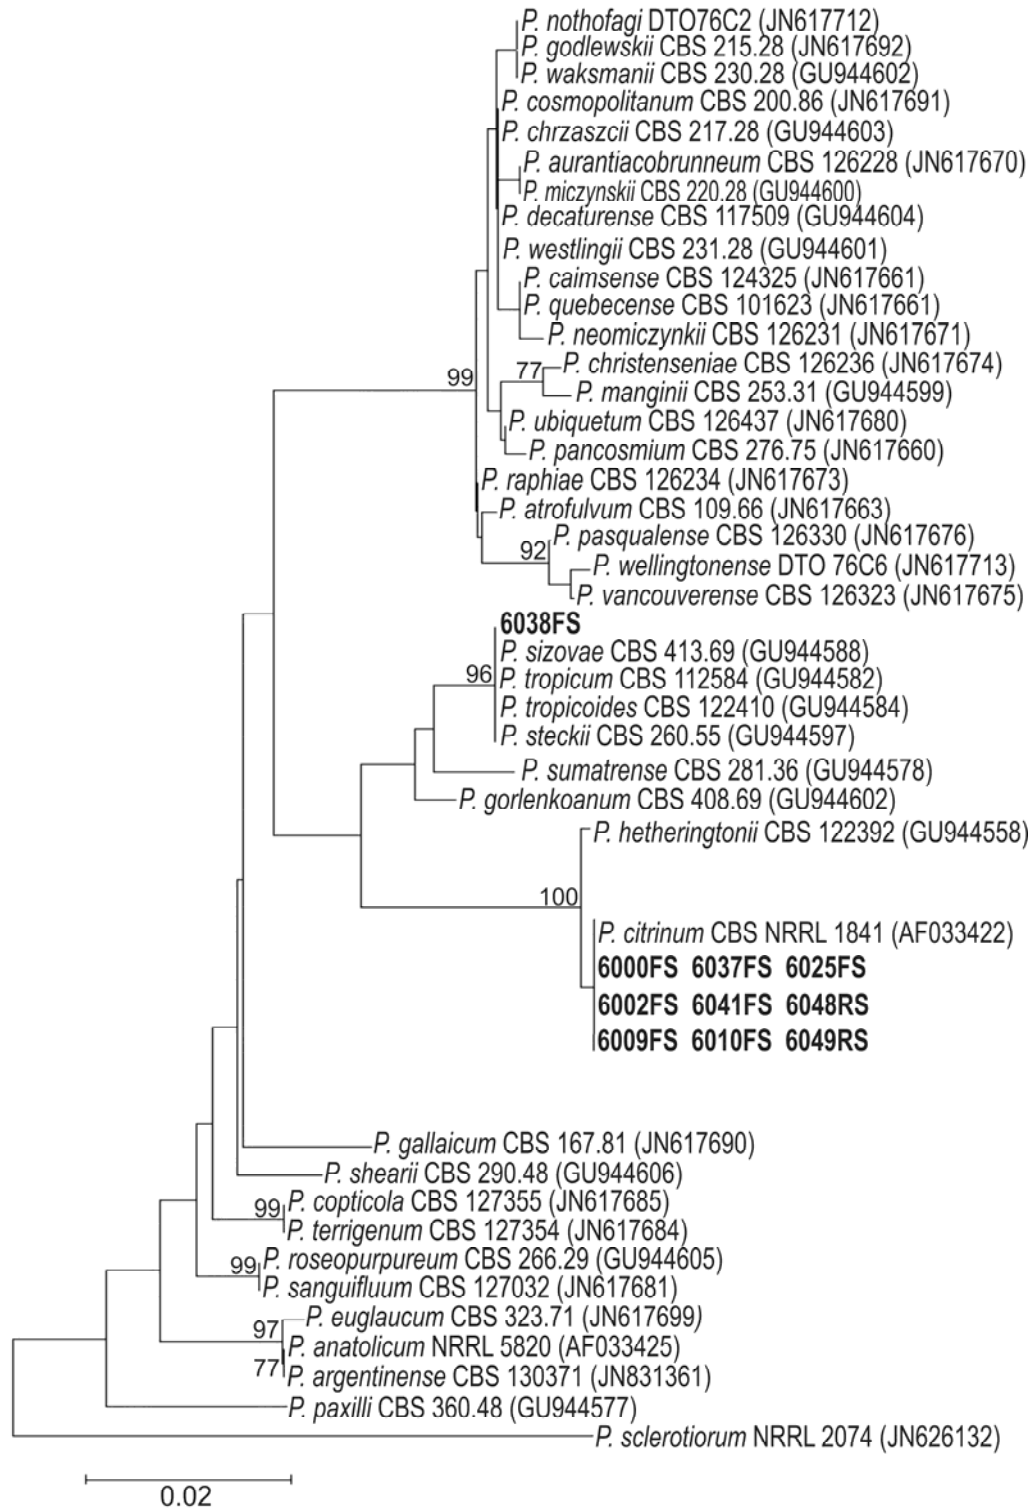 P. nothofagi DTO76C2 (JN617712)
P. godlewskii CBS 215.28 (JN617692)
P. waksmanii CBS 230.28 (GU944602)
P. cosmopolitanum CBS 200.86 (JN617691)
P. chrzaszcii CBS 217.28 (GU944603)
P. aurantiacobrunneum CBS 126228 (JN617670)
P. miczynskii CBS 220.28 (GU944600)
P. decaturense CBS 117509 (GU944604)
P. westlingii CBS 231.28 (GU944601)
P. caimsense CBS 124325 (JN617661)
P. quebecense CBS 101623 (JN617661)
P. neomiczynkii CBS 126231 (JN617671)
77 P. christenseniae CBS 126236 (JN617674)
99
P. manginii CBS 253.31 (GU944599)
P. ubiquetum CBS 126437 (JN617680)
P. pancosmium CBS 276.75 (JN617660)
P. raphiae CBS 126234 (JN617673)
P. atrofulvum CBS 109.66 (JN617663)
P. pasqualense CBS 126330 (JN617676)
92
P. wellingtonense DTO 76C6 (JN617713)
P. vancouverense CBS 126323 (JN617675)
6038FS
P. sizovae CBS 413.69 (GU944588)
96 P. tropicum CBS 112584 (GU944582)
P. tropicoides CBS 122410 (GU944584)
P. steckii CBS 260.55 (GU944597)
P. sumatrense CBS 281.36 (GU944578)
P. gorlenkoanum CBS 408.69 (GU944602)
P. hetheringtonii CBS 122392 (GU944558)
100
P. citrinum CBS NRRL 1841 (AF033422)
6000FS 6037FS 6025FS
6002FS 6041FS 6048RS
6009FS 6010FS 6049RS
P. gallaicum CBS 167.81 (JN617690)
P. shearii CBS 290.48 (GU944606)
P. copticola CBS 127355 (JN617685)
99
P. terrigenum CBS 127354 (JN617684)
P. roseopurpureum CBS 266.29 (GU944605)
99
P. sanguifluum CBS 127032 (JN617681)
P. euglaucum CBS 323.71 (JN617699)
97
P. anatolicum NRRL 5820 (AF033425)
77
P. argentinense CBS 130371 (JN831361)
P. paxilli CBS 360.48 (GU944577)
P. sclerotiorum NRRL 2074 (JN626132)
0.02